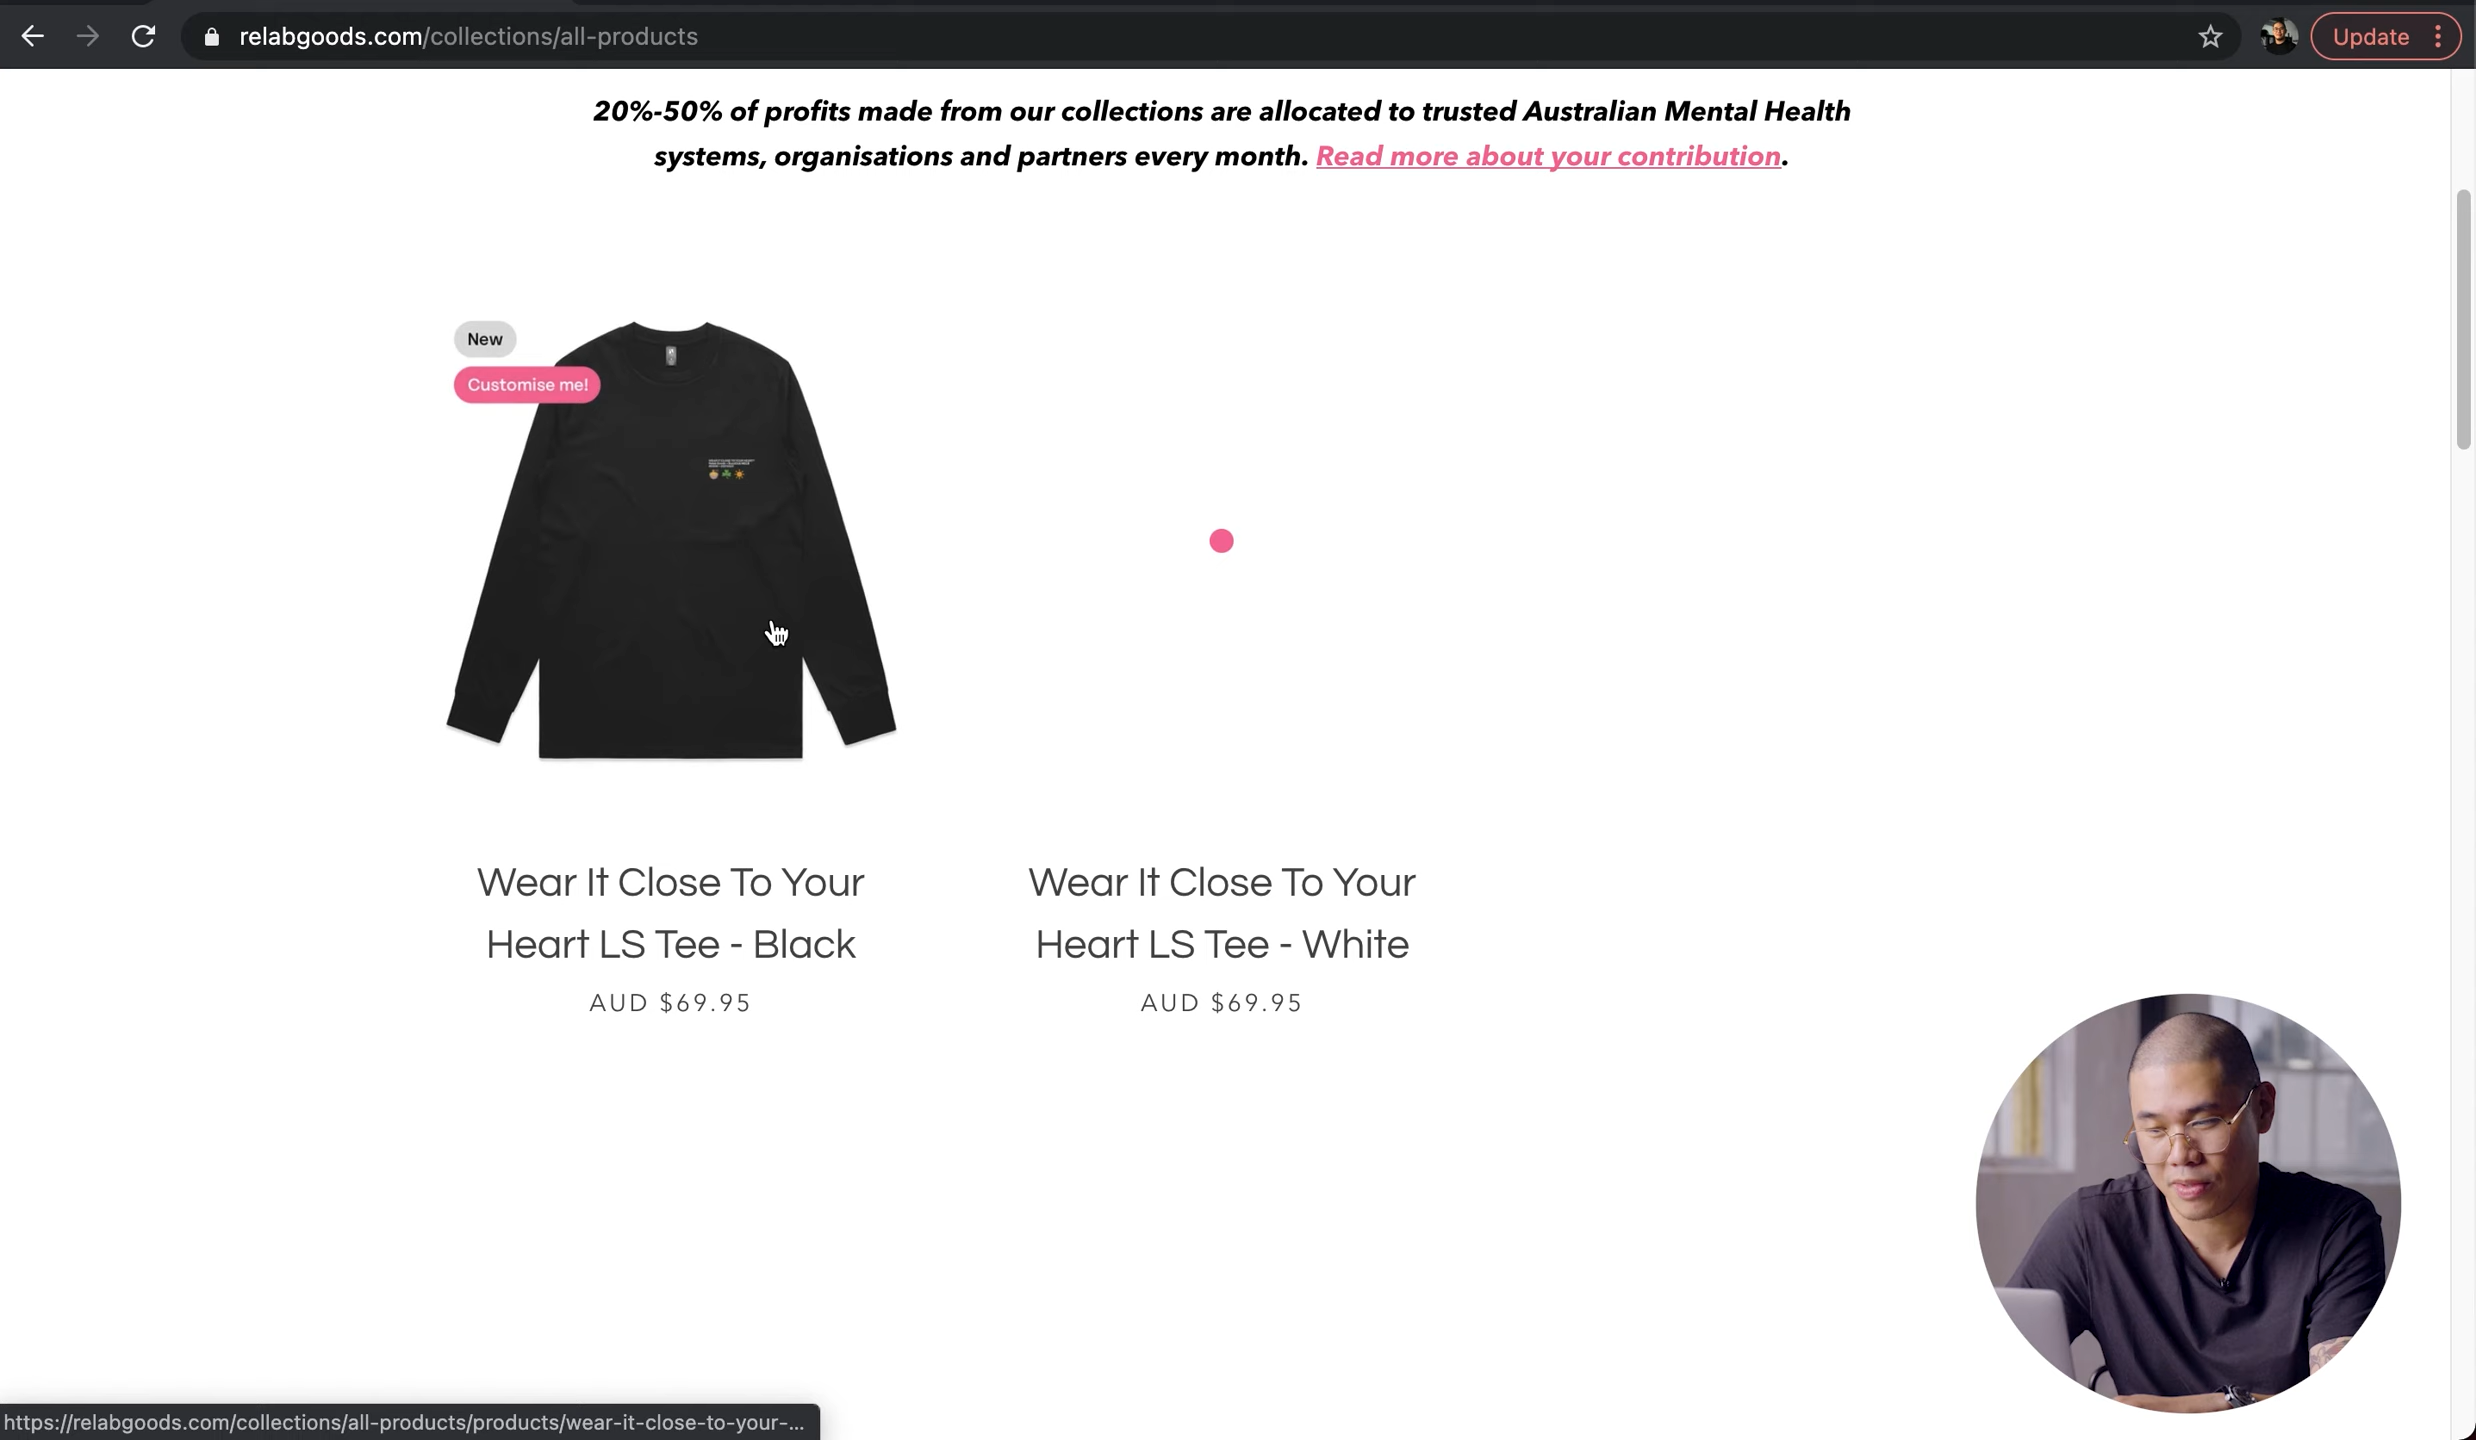 relabgoods.com/collections/all-products
Update
20%-50% of profits made from our collections are allocated to trusted Australian Mental Health
systems, organisations and partners every month. Read more about your contribution.
New
Customise me!
Wear It Close To Your
Heart LS Tee - Black
AUD $69.95
Wear It Close To Your
Heart LS Tee - White
AUD $69.95
https://relabgoods.com/collections/all-products/products/wear-it-close-to-your-...